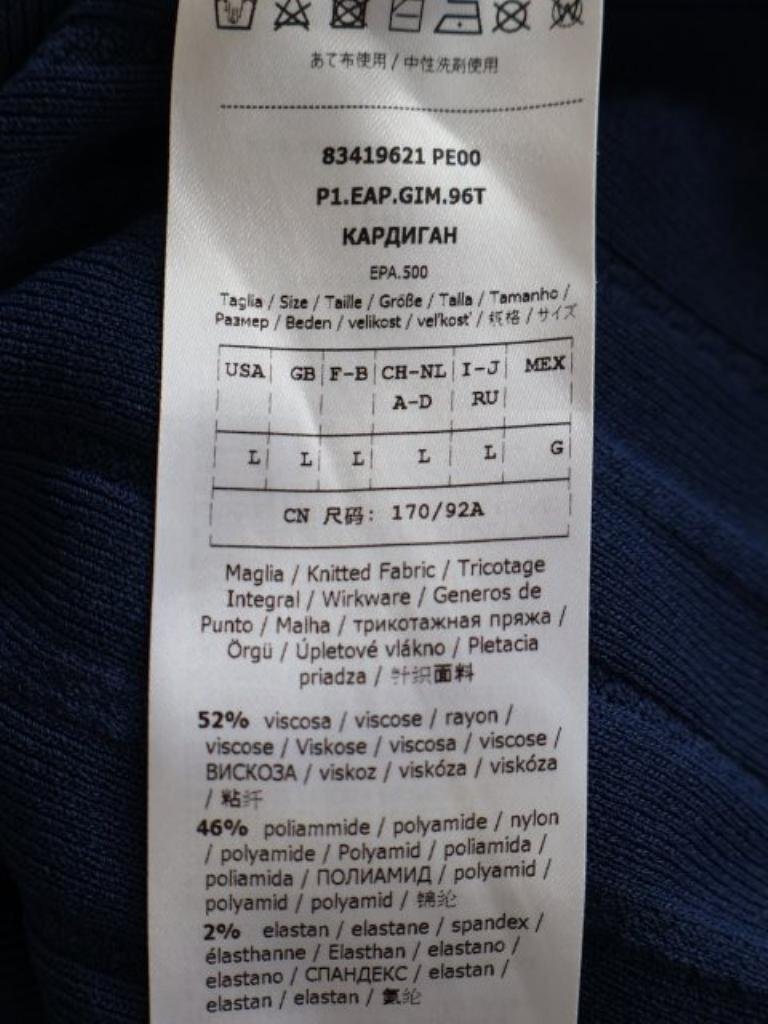 あて布使用 / 中性洗剤使用
83419621 PE00
P1.EAP.GIM.96T
КАРДИГАН
EPA.500
Taglia / Size / Taille / Größe / Talla / Tamanho /
Размер / Beden / velikost / veľkosť / 规格 / サイズ
USA GB F-B CH-NL I-J MEX
A-D RU
L L L L L G
CN 尺码: 170/92A
Maglia / Knitted Fabric / Tricotage
Integral / Wirkware / Generos de
Punto / Malha / трикотажная пряжа /
Örgü / Úpletové vlákno / Pletacia
priadza / 针织面料
52% viscosa / viscose / rayon /
viscose / Viskose / viscosa / viscose /
ВИСКОЗА / viskoz / viskóza / viskóza
/ 粘纤
46% poliammide / polyamide / nylon
/ polyamide / Polyamid / poliamida /
poliamida / ПОЛИАМИД / polyamid /
polyamid / polyamid / 锦纶
2% elastan / elastane / spandex /
élasthanne / Elasthan / elastano /
elastano / СПАНДЕКС / elastan /
elastan / elastan / 氨纶